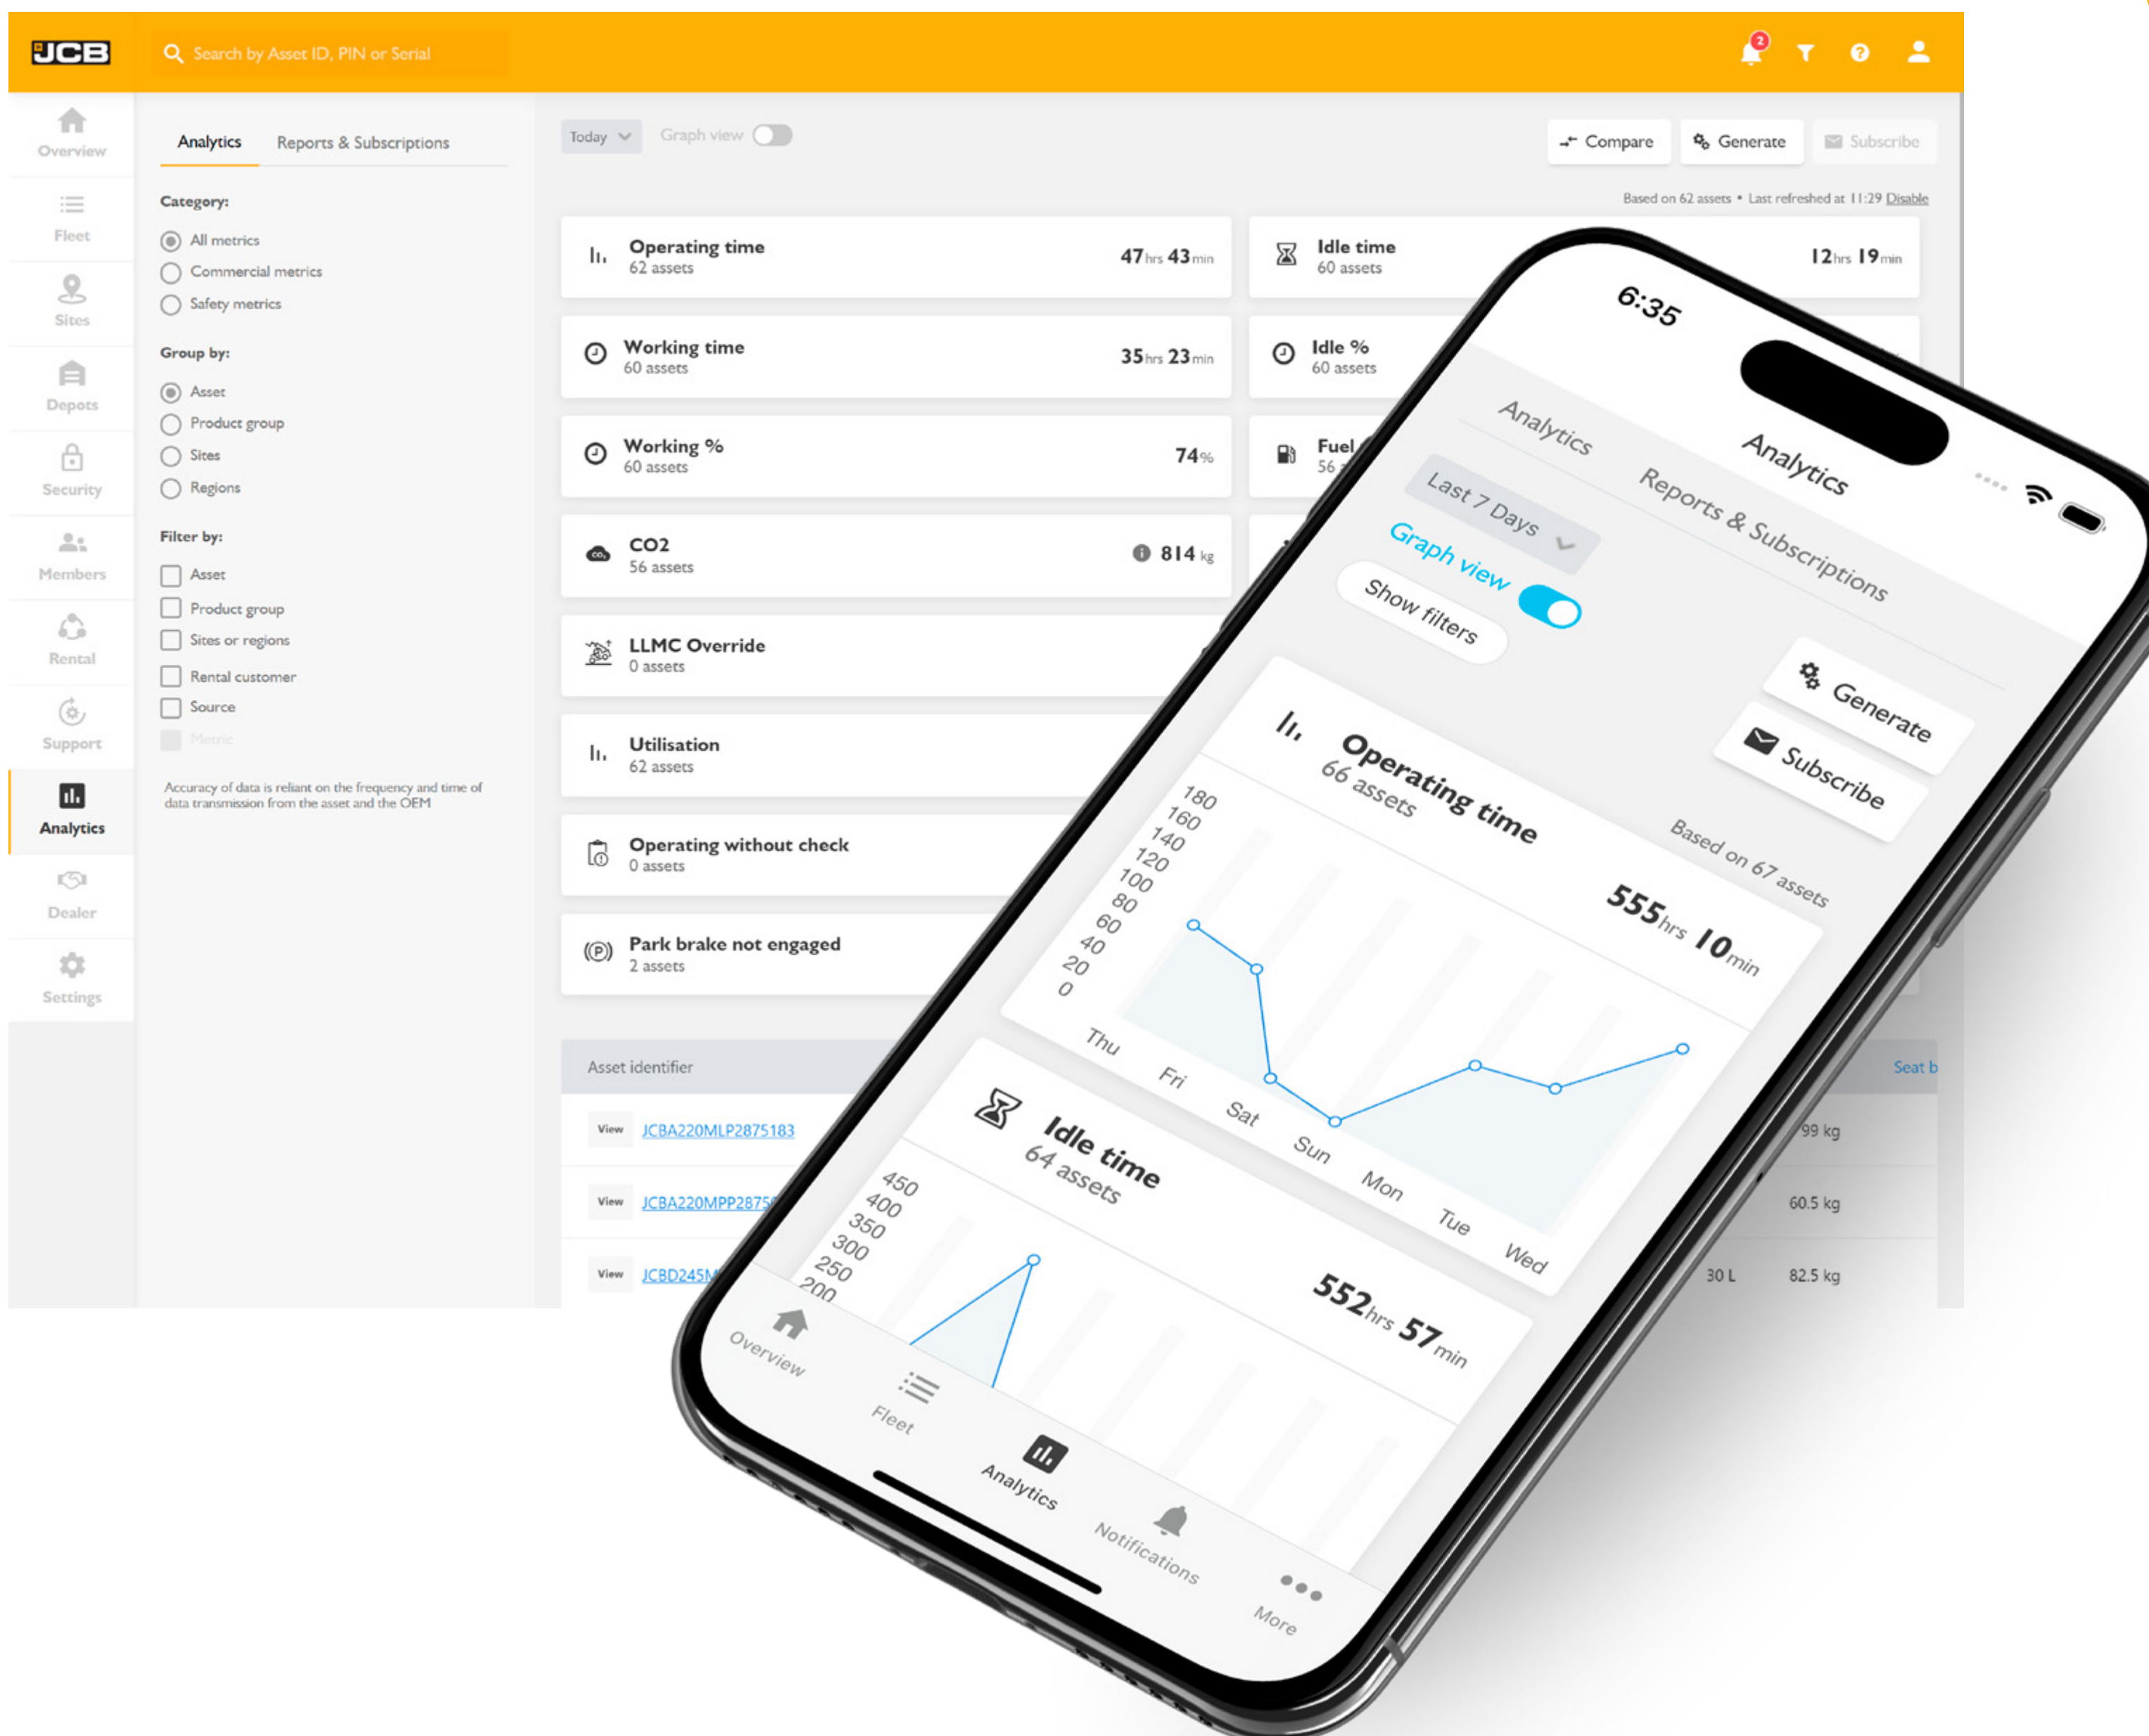 JCB
Search by Asset ID, PIN or Serial
2
Overview
Fleet
Sites
Depots
Security
Members
Rental
Support
Analytics
Dealer
Settings
Analytics
Reports & Subscriptions
Category:
All metrics
Commercial metrics
Safety metrics
Group by:
Asset
Product group
Sites
Regions
Filter by:
Asset
Product group
Sites or regions
Rental customer
Source
Metric
Accuracy of data is reliant on the frequency and time of
data transmission from the asset and the OEM
Today
Graph view
Compare
Generate
Subscribe
Based on 62 assets • Last refreshed at 11:29 Disable
Operating time
62 assets
47 hrs 43 min
Idle time
60 assets
12 hrs 19 min
Working time
60 assets
35 hrs 23 min
Idle %
60 assets
Working %
60 assets
74%
Fuel
56
CO2
56 assets
814 kg
LLMC Override
0 assets
Utilisation
62 assets
Operating without check
0 assets
Park brake not engaged
2 assets
Asset identifier
Seat b
View JCBA220MLP2875183
99 kg
View JCBA220MPP2875
60.5 kg
View JCBD245M
30 L
82.5 kg
6:35
Analytics
Analytics
Reports & Subscriptions
Last 7 Days
Graph view
Show filters
Generate
Subscribe
Based on 67 assets
Operating time
66 assets
555 hrs 10 min
180
160
140
120
100
80
60
40
20
0
Thu
Fri
Sat
Sun
Mon
Tue
Wed
Idle time
64 assets
552 hrs 57 min
450
400
350
300
250
200
Overview
Fleet
Analytics
Notifications
More